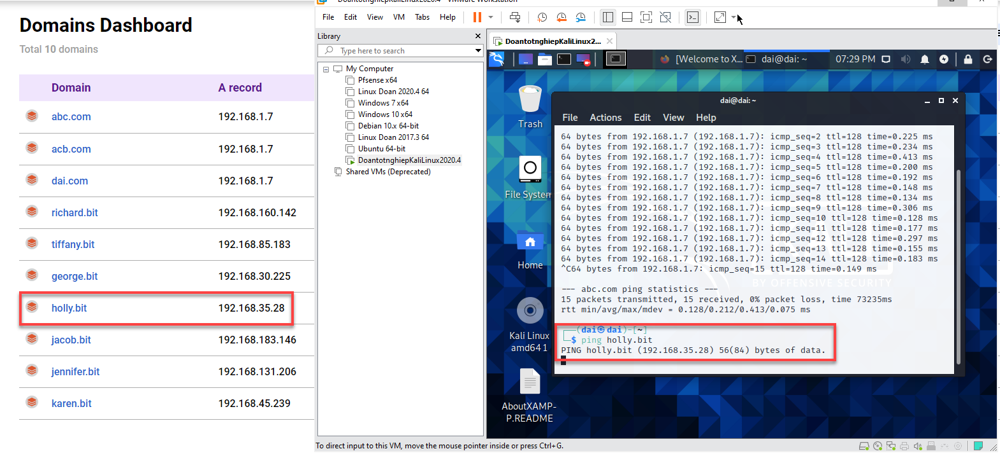 Domains Dashboard
Total 10 domains
Domain A record
abc.com 192.168.1.7
acb.com 192.168.1.7
dai.com 192.168.1.7
richard.bit 192.168.160.142
tiffany.bit 192.168.85.183
george.bit 192.168.30.225
holly.bit 192.168.35.28
jacob.bit 192.168.183.146
jennifer.bit 192.168.131.206
karen.bit 192.168.45.239
DoantotnghiepKaliLinux2020.4 - VMware Workstation
File Edit View VM Tabs Help
Library
Type here to search
My Computer
Pfsense x64
Linux Doan 2020.4 64
Windows 7 x64
Windows 10 x64
Debian 10.x 64-bit
Linux Doan 2017.3 64
Ubuntu 64-bit
DoantotnghiepKaliLinux2020.4
Shared VMs (Deprecated)
DoantotnghiepKaliLinux2...
[Welcome to X... dai@dai: ~ 07:29 PM
Trash
File System
Home
Kali Linux
amd64 1
AboutXAMP-
P.README
dai@dai: ~
File Actions Edit View Help
64 bytes from 192.168.1.7 (192.168.1.7): icmp_seq=2 ttl=128 time=0.225 ms
64 bytes from 192.168.1.7 (192.168.1.7): icmp_seq=3 ttl=128 time=0.234 ms
64 bytes from 192.168.1.7 (192.168.1.7): icmp_seq=4 ttl=128 time=0.413 ms
64 bytes from 192.168.1.7 (192.168.1.7): icmp_seq=5 ttl=128 time=0.200 ms
64 bytes from 192.168.1.7 (192.168.1.7): icmp_seq=6 ttl=128 time=0.192 ms
64 bytes from 192.168.1.7 (192.168.1.7): icmp_seq=7 ttl=128 time=0.148 ms
64 bytes from 192.168.1.7 (192.168.1.7): icmp_seq=8 ttl=128 time=0.134 ms
64 bytes from 192.168.1.7 (192.168.1.7): icmp_seq=9 ttl=128 time=0.306 ms
64 bytes from 192.168.1.7 (192.168.1.7): icmp_seq=10 ttl=128 time=0.128 ms
64 bytes from 192.168.1.7 (192.168.1.7): icmp_seq=11 ttl=128 time=0.177 ms
64 bytes from 192.168.1.7 (192.168.1.7): icmp_seq=12 ttl=128 time=0.297 ms
64 bytes from 192.168.1.7 (192.168.1.7): icmp_seq=13 ttl=128 time=0.155 ms
64 bytes from 192.168.1.7 (192.168.1.7): icmp_seq=14 ttl=128 time=0.183 ms
^C64 bytes from 192.168.1.7: icmp_seq=15 ttl=128 time=0.149 ms
BY OFFENSIVE SECURITY
--- abc.com ping statistics ---
15 packets transmitted, 15 received, 0% packet loss, time 73235ms
rtt min/avg/max/mdev = 0.128/0.212/0.413/0.075 ms
┌──(dai㉿dai)-[~]
└─$ ping holly.bit
PING holly.bit (192.168.35.28) 56(84) bytes of data.
To direct input to this VM, move the mouse pointer inside or press Ctrl+G.